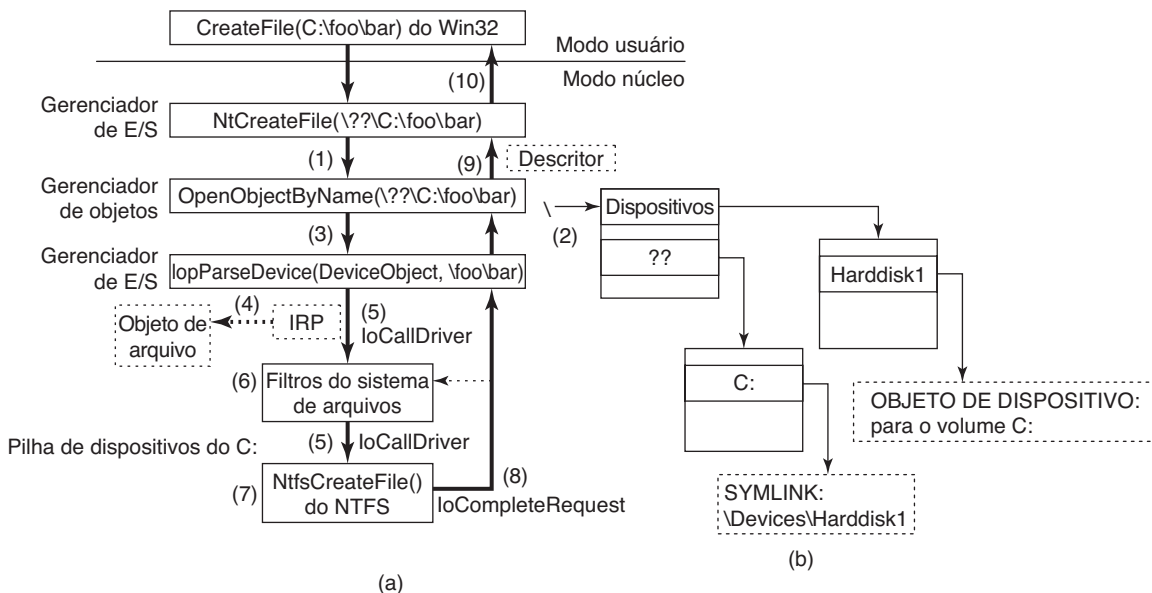 CreateFile(C:\foo\bar) do Win32
Modo usuário
Modo núcleo
(10)
Gerenciador
de E/S
NtCreateFile(\??\C:\foo\bar)
(1)
(9)
Descritor
Gerenciador
de objetos
OpenObjectByName(\??\C:\foo\bar)
(3)
Gerenciador
de E/S
IopParseDevice(DeviceObject, \foo\bar)
(4)
Objeto de
arquivo
IRP
(5)
IoCallDriver
(6)
Filtros do sistema
de arquivos
Pilha de dispositivos do C:
(5)
IoCallDriver
(7)
NtfsCreateFile()
do NTFS
(8)
IoCompleteRequest
(a)
\
(2)
Dispositivos
??
Harddisk1
C:
OBJETO DE DISPOSITIVO:
para o volume C:
SYMLINK:
\Devices\Harddisk1
(b)